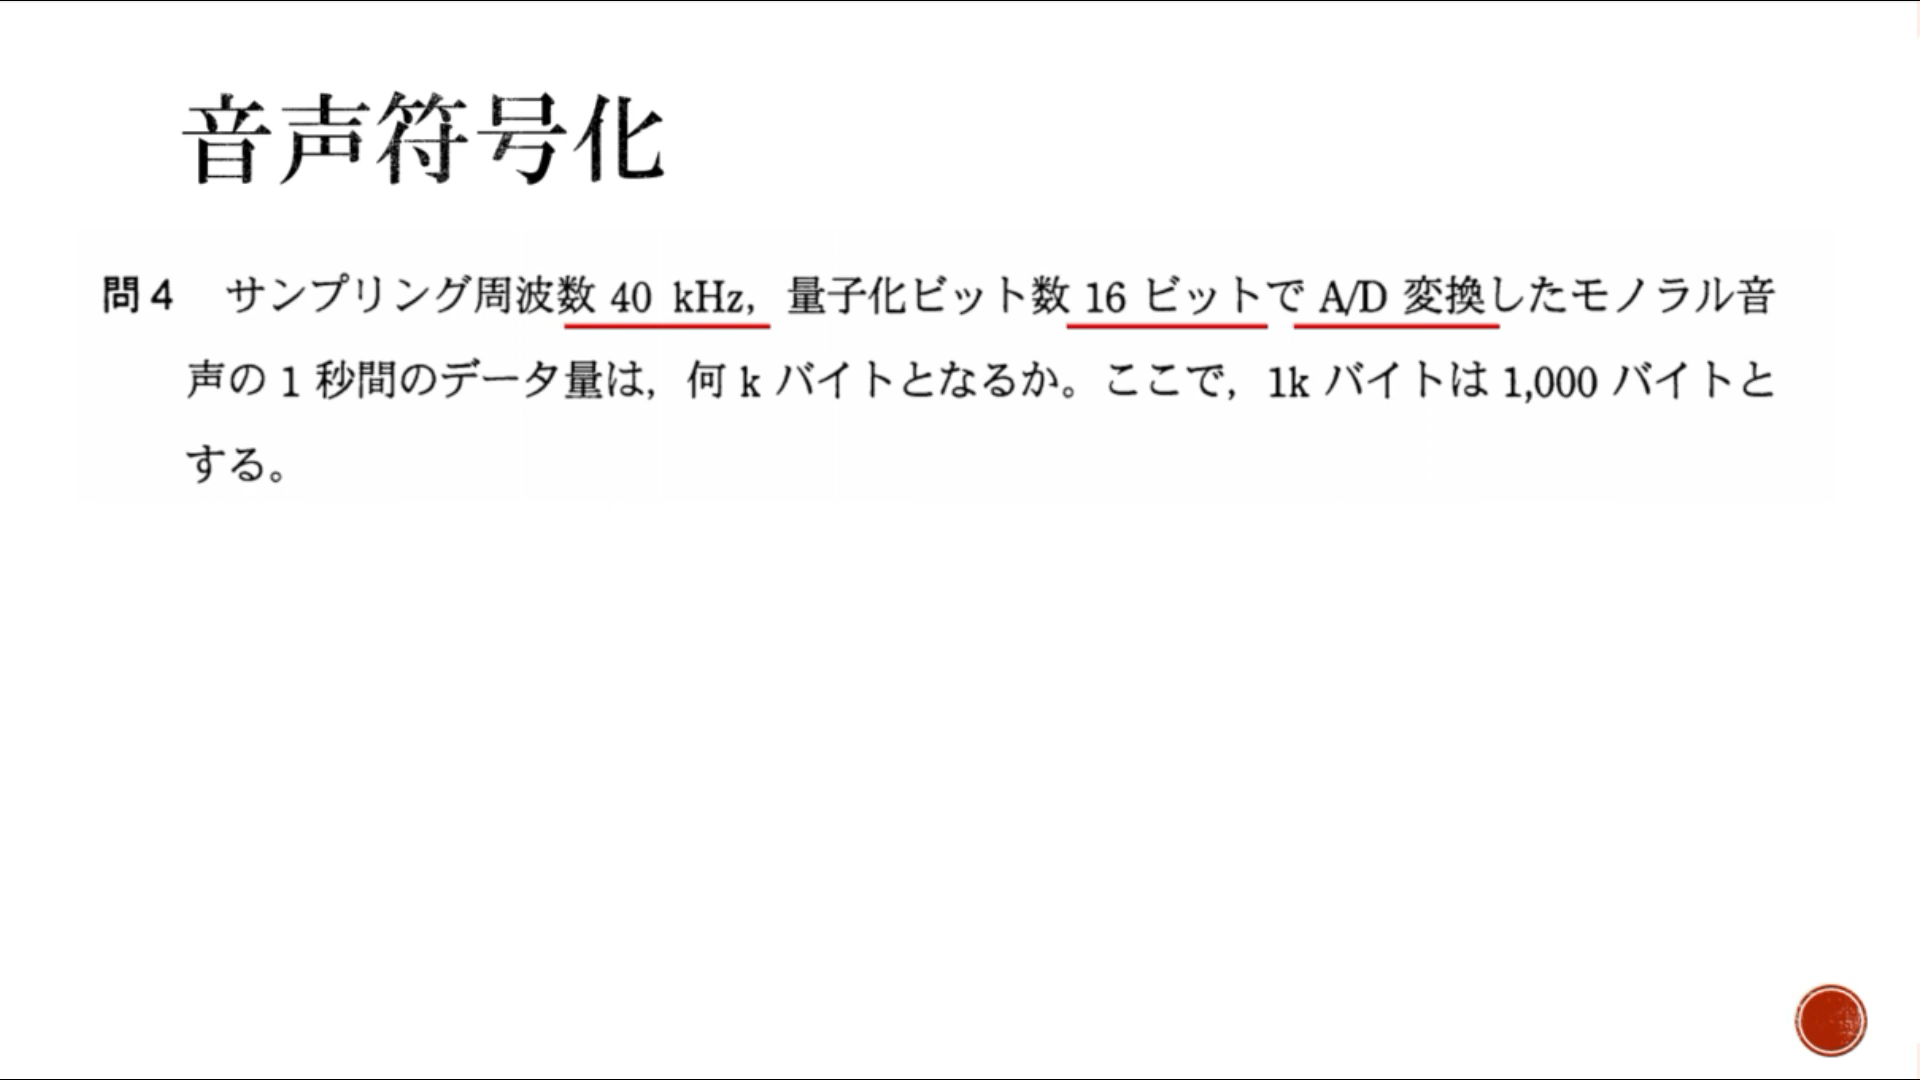 音声符号化
問4 サンプリング周波数 40 kHz，量子化ビット数 16 ビットで A/D 変換したモノラル音
声の 1 秒間のデータ量は，何 k バイトとなるか。ここで，1k バイトは 1,000 バイトと
する。